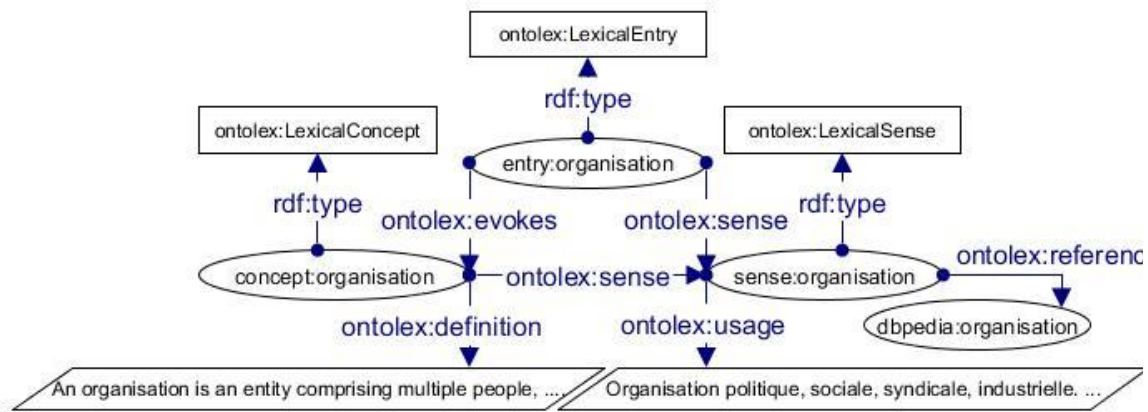 ontolex:LexicalEntry
rdf:type
ontolex:LexicalConcept
ontolex:LexicalSense
entry:organisation
rdf:type
rdf:type
ontolex:evokes
ontolex:sense
concept:organisation
ontolex:sense
sense:organisation
ontolex:referenc
dbpedia:organisation
ontolex:definition
ontolex:usage
An organisation is an entity comprising multiple people, ....
Organisation politique, sociale, syndicale, industrielle. ...